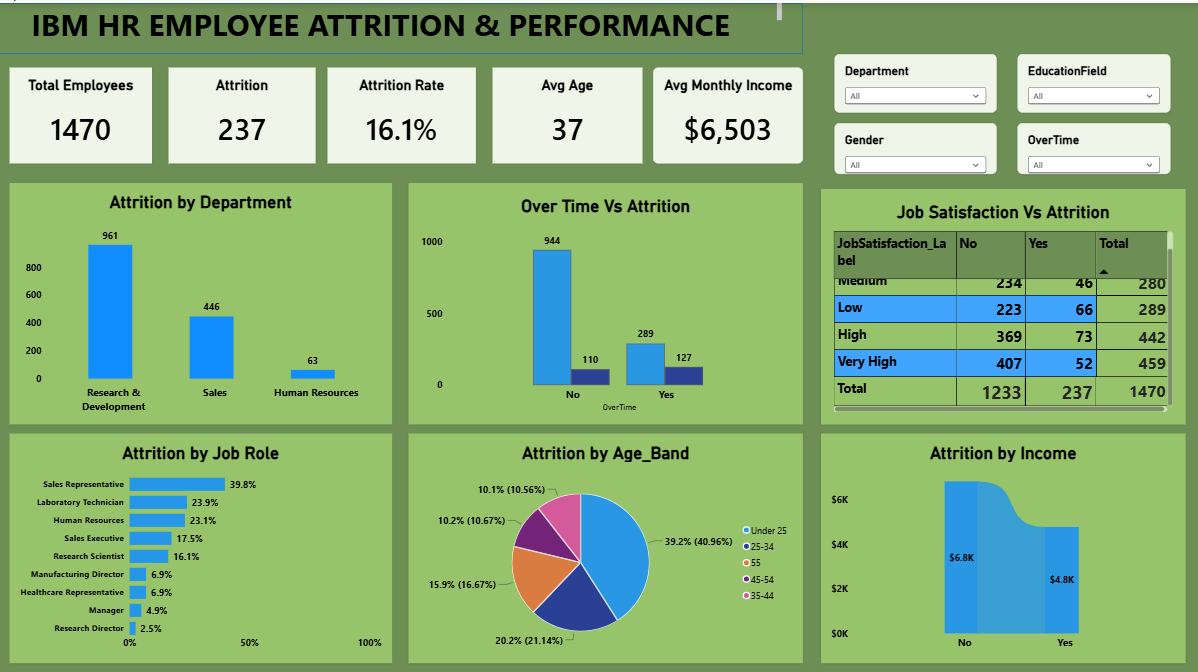 IBM HR EMPLOYEE ATTRITION & PERFORMANCE
Total Employees
1470
Attrition
237
Attrition Rate
16.1%
Avg Age
37
Avg Monthly Income
$6,503
Department
All
EducationField
All
Gender
All
OverTime
All
Attrition by Department
961
446
63
800
600
400
200
0
Research &
Development
Sales
Human Resources
Over Time Vs Attrition
1000
500
0
944
110
289
127
No
Yes
OverTime
Job Satisfaction Vs Attrition
JobSatisfaction_La
bel
No
Yes
Total
Medium 234 46 280
Low 223 66 289
High 369 73 442
Very High 407 52 459
Total 1233 237 1470
Attrition by Job Role
Sales Representative 39.8%
Laboratory Technician 23.9%
Human Resources 23.1%
Sales Executive 17.5%
Research Scientist 16.1%
Manufacturing Director 6.9%
Healthcare Representative 6.9%
Manager 4.9%
Research Director 2.5%
0% 50% 100%
Attrition by Age_Band
10.1% (10.56%)
10.2% (10.67%)
15.9% (16.67%)
20.2% (21.14%)
39.2% (40.96%)
Under 25
25-34
55
45-54
35-44
Attrition by Income
$6K
$4K
$2K
$0K
$6.8K
$4.8K
No
Yes